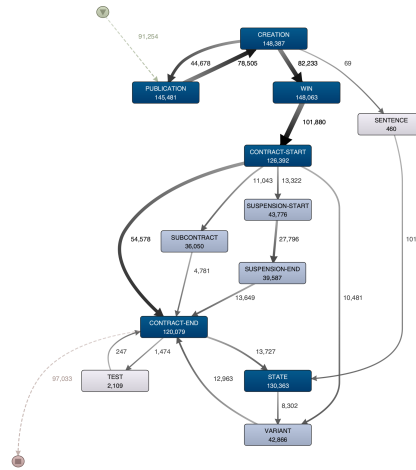 91,254
CREATION
148,387
44,678
78,505
82,233
69
PUBLICATION
145,481
WIN
148,063
101,880
SENTENCE
460
CONTRACT-START
126,392
11,043
13,322
SUSPENSION-START
43,776
54,578
SUBCONTRACT
36,050
27,796
101
4,781
SUSPENSION-END
39,587
13,649
10,481
CONTRACT-END
120,079
247
1,474
13,727
97,033
TEST
2,109
12,963
STATE
130,363
8,302
VARIANT
42,866